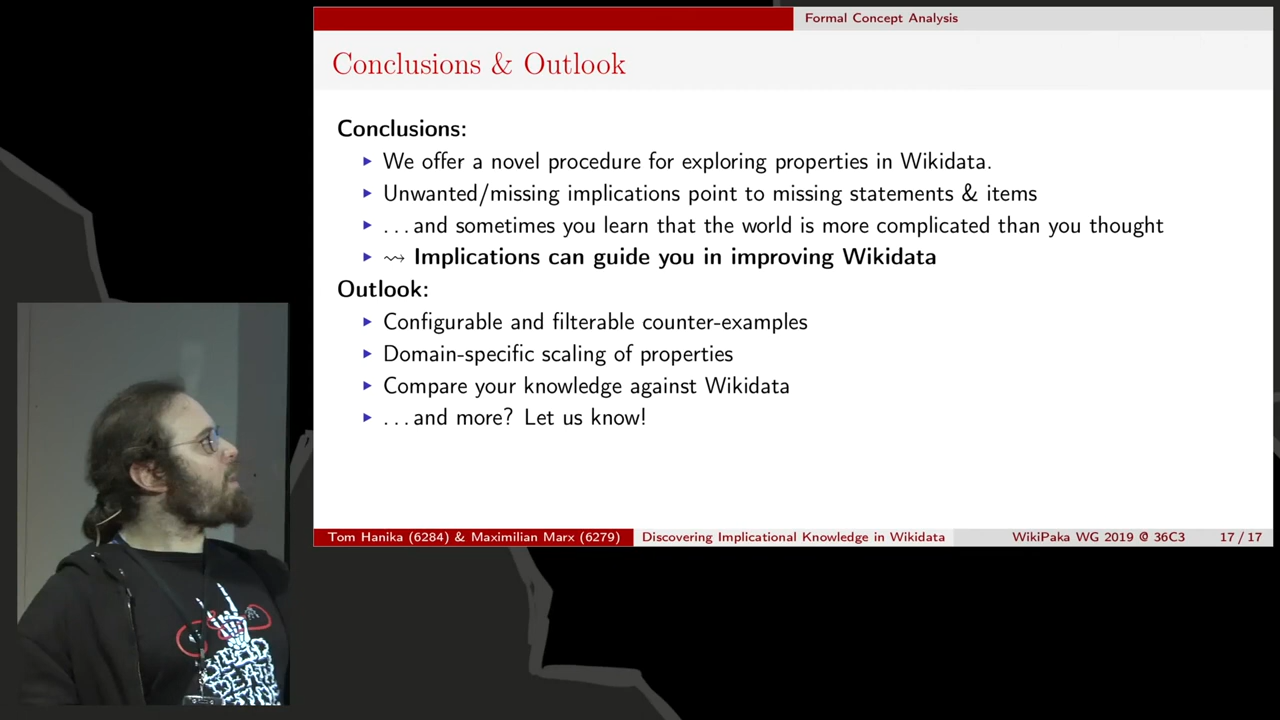 Formal Concept Analysis
Conclusions & Outlook
Conclusions:
▸ We offer a novel procedure for exploring properties in Wikidata.
▸ Unwanted/missing implications point to missing statements & items
▸ ...and sometimes you learn that the world is more complicated than you thought
▸ ⇝ Implications can guide you in improving Wikidata
Outlook:
▸ Configurable and filterable counter-examples
▸ Domain-specific scaling of properties
▸ Compare your knowledge against Wikidata
▸ ...and more? Let us know!
Tom Hanika (6284) & Maximilian Marx (6279) Discovering Implicational Knowledge in Wikidata WikiPaka WG 2019 @ 36C3 17 / 17